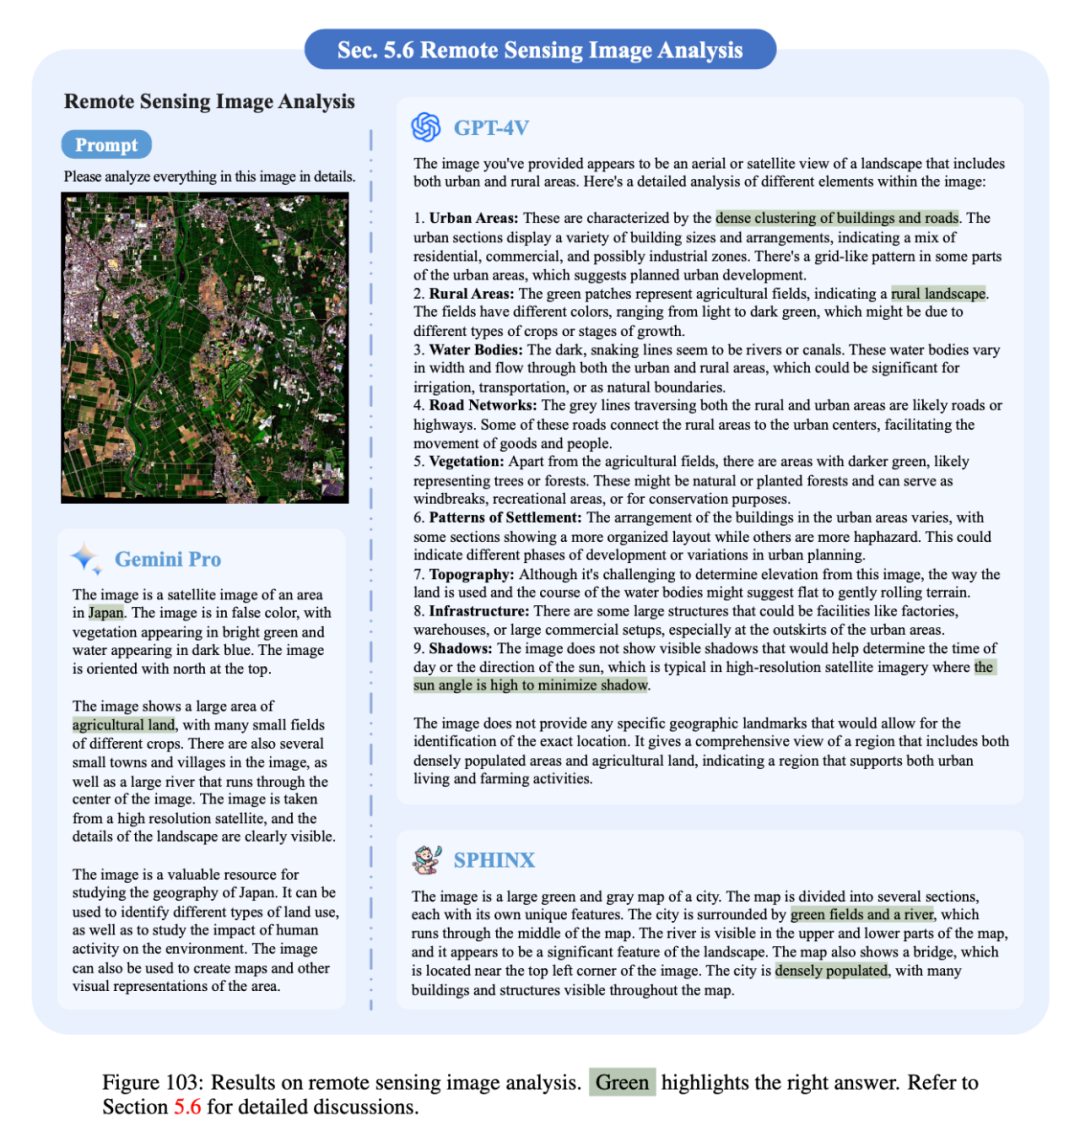 Sec. 5.6 Remote Sensing Image Analysis
Remote Sensing Image Analysis
Prompt
Please analyze everything in this image in details.
Gemini Pro
The image is a satellite image of an area
in Japan. The image is in false color, with
vegetation appearing in bright green and
water appearing in dark blue. The image
is oriented with north at the top.
The image shows a large area of
agricultural land, with many small fields
of different crops. There are also several
small towns and villages in the image, as
well as a large river that runs through the
center of the image. The image is taken
from a high resolution satellite, and the
details of the landscape are clearly visible.
The image is a valuable resource for
studying the geography of Japan. It can be
used to identify different types of land use,
as well as to study the impact of human
activity on the environment. The image
can also be used to create maps and other
visual representations of the area.
GPT-4V
The image you've provided appears to be an aerial or satellite view of a landscape that includes
both urban and rural areas. Here's a detailed analysis of different elements within the image:
1. Urban Areas: These are characterized by the dense clustering of buildings and roads. The
urban sections display a variety of building sizes and arrangements, indicating a mix of
residential, commercial, and possibly industrial zones. There's a grid-like pattern in some parts
of the urban areas, which suggests planned urban development.
2. Rural Areas: The green patches represent agricultural fields, indicating a rural landscape.
The fields have different colors, ranging from light to dark green, which might be due to
different types of crops or stages of growth.
3. Water Bodies: The dark, snaking lines seem to be rivers or canals. These water bodies vary
in width and flow through both the urban and rural areas, which could be significant for
irrigation, transportation, or as natural boundaries.
4. Road Networks: The grey lines traversing both the rural and urban areas are likely roads or
highways. Some of these roads connect the rural areas to the urban centers, facilitating the
movement of goods and people.
5. Vegetation: Apart from the agricultural fields, there are areas with darker green, likely
representing trees or forests. These might be natural or planted forests and can serve as
windbreaks, recreational areas, or for conservation purposes.
6. Patterns of Settlement: The arrangement of the buildings in the urban areas varies, with
some sections showing a more organized layout while others are more haphazard. This could
indicate different phases of development or variations in urban planning.
7. Topography: Although it's challenging to determine elevation from this image, the way the
land is used and the course of the water bodies might suggest flat to gently rolling terrain.
8. Infrastructure: There are some large structures that could be facilities like factories,
warehouses, or large commercial setups, especially at the outskirts of the urban areas.
9. Shadows: The image does not show visible shadows that would help determine the time of
day or the direction of the sun, which is typical in high-resolution satellite imagery where the
sun angle is high to minimize shadow.
The image does not provide any specific geographic landmarks that would allow for the
identification of the exact location. It gives a comprehensive view of a region that includes both
densely populated areas and agricultural land, indicating a region that supports both urban
living and farming activities.
SPHINX
The image is a large green and gray map of a city. The map is divided into several sections,
each with its own unique features. The city is surrounded by green fields and a river, which
runs through the middle of the map. The river is visible in the upper and lower parts of the map,
and it appears to be a significant feature of the landscape. The map also shows a bridge, which
is located near the top left corner of the image. The city is densely populated, with many
buildings and structures visible throughout the map.
Figure 103: Results on remote sensing image analysis. Green highlights the right answer. Refer to
Section 5.6 for detailed discussions.